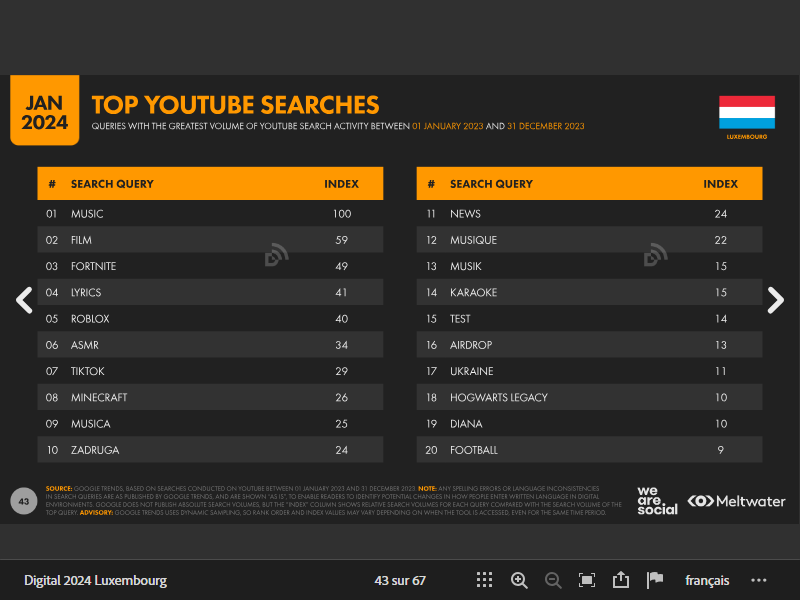 JAN
2024
TOP YOUTUBE SEARCHES
QUERIES WITH THE GREATEST VOLUME OF YOUTUBE SEARCH ACTIVITY BETWEEN 01 JANUARY 2023 AND 31 DECEMBER 2023
LUXEMBOURG
# SEARCH QUERY INDEX
01 MUSIC 100
02 FILM 59
03 FORTNITE 49
04 LYRICS 41
05 ROBLOX 40
06 ASMR 34
07 TIKTOK 29
08 MINECRAFT 26
09 MUSICA 25
10 ZADRUGA 24
# SEARCH QUERY INDEX
11 NEWS 24
12 MUSIQUE 22
13 MUSIK 15
14 KARAOKE 15
15 TEST 14
16 AIRDROP 13
17 UKRAINE 11
18 HOGWARTS LEGACY 10
19 DIANA 10
20 FOOTBALL 9
43
SOURCE: GOOGLE TRENDS, BASED ON SEARCHES CONDUCTED ON YOUTUBE BETWEEN 01 JANUARY 2023 AND 31 DECEMBER 2023. NOTE: ANY SPELLING ERRORS OR LANGUAGE INCONSISTENCIES
IN SEARCH QUERIES ARE AS PUBLISHED BY GOOGLE TRENDS, AND ARE SHOWN "AS IS", TO ENABLE READERS TO IDENTIFY POTENTIAL CHANGES IN HOW PEOPLE ENTER WRITTEN LANGUAGE IN DIGITAL
ENVIRONMENTS. GOOGLE DOES NOT PUBLISH ABSOLUTE SEARCH VOLUMES, BUT THE "INDEX" COLUMN SHOWS RELATIVE SEARCH VOLUMES FOR EACH QUERY COMPARED WITH THE SEARCH VOLUME OF THE
TOP QUERY. ADVISORY: GOOGLE TRENDS USES DYNAMIC SAMPLING, SO RANK ORDER AND INDEX VALUES MAY VARY DEPENDING ON WHEN THE TOOL IS ACCESSED, EVEN FOR THE SAME TIME PERIOD.
we
are.
social
Meltwater
Digital 2024 Luxembourg
43 sur 67
français